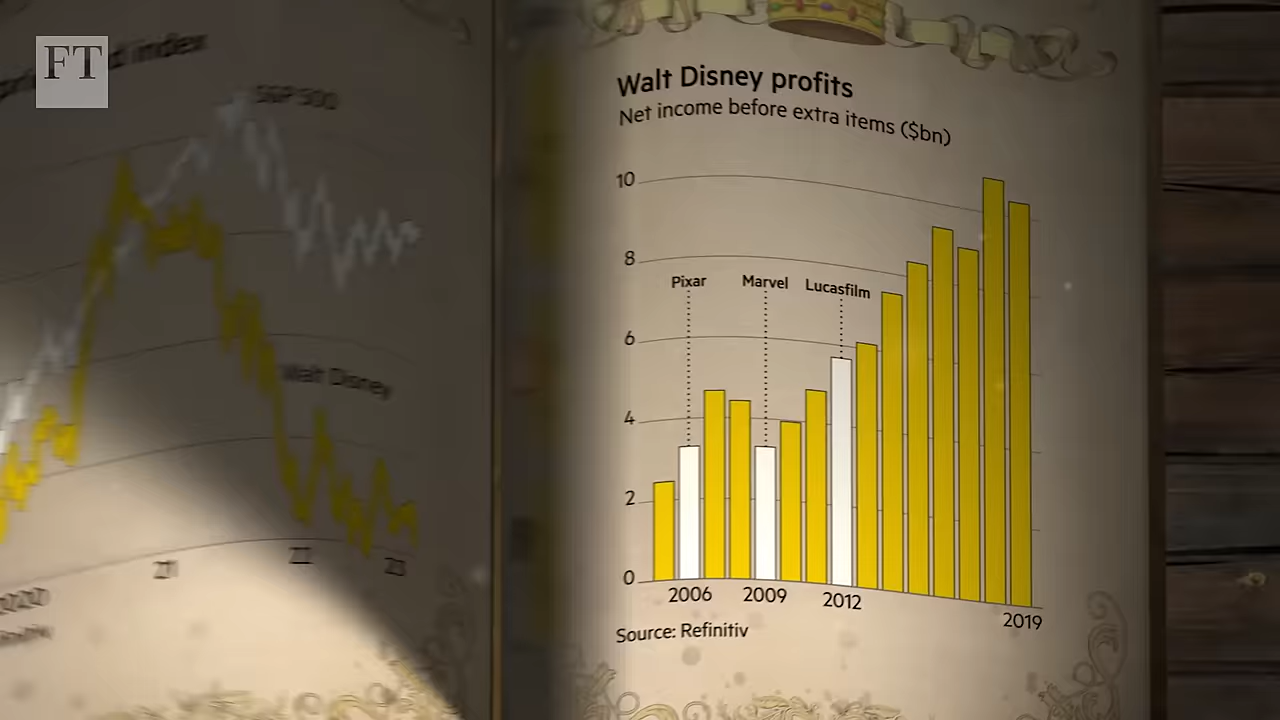 FT
d index
S&P 500
Walt Disney
21
22
23
Walt Disney profits
Net income before extra items ($bn)
10
8
6
4
2
0
Pixar
Marvel
Lucasfilm
2006
2009
2012
2019
Source: Refinitiv